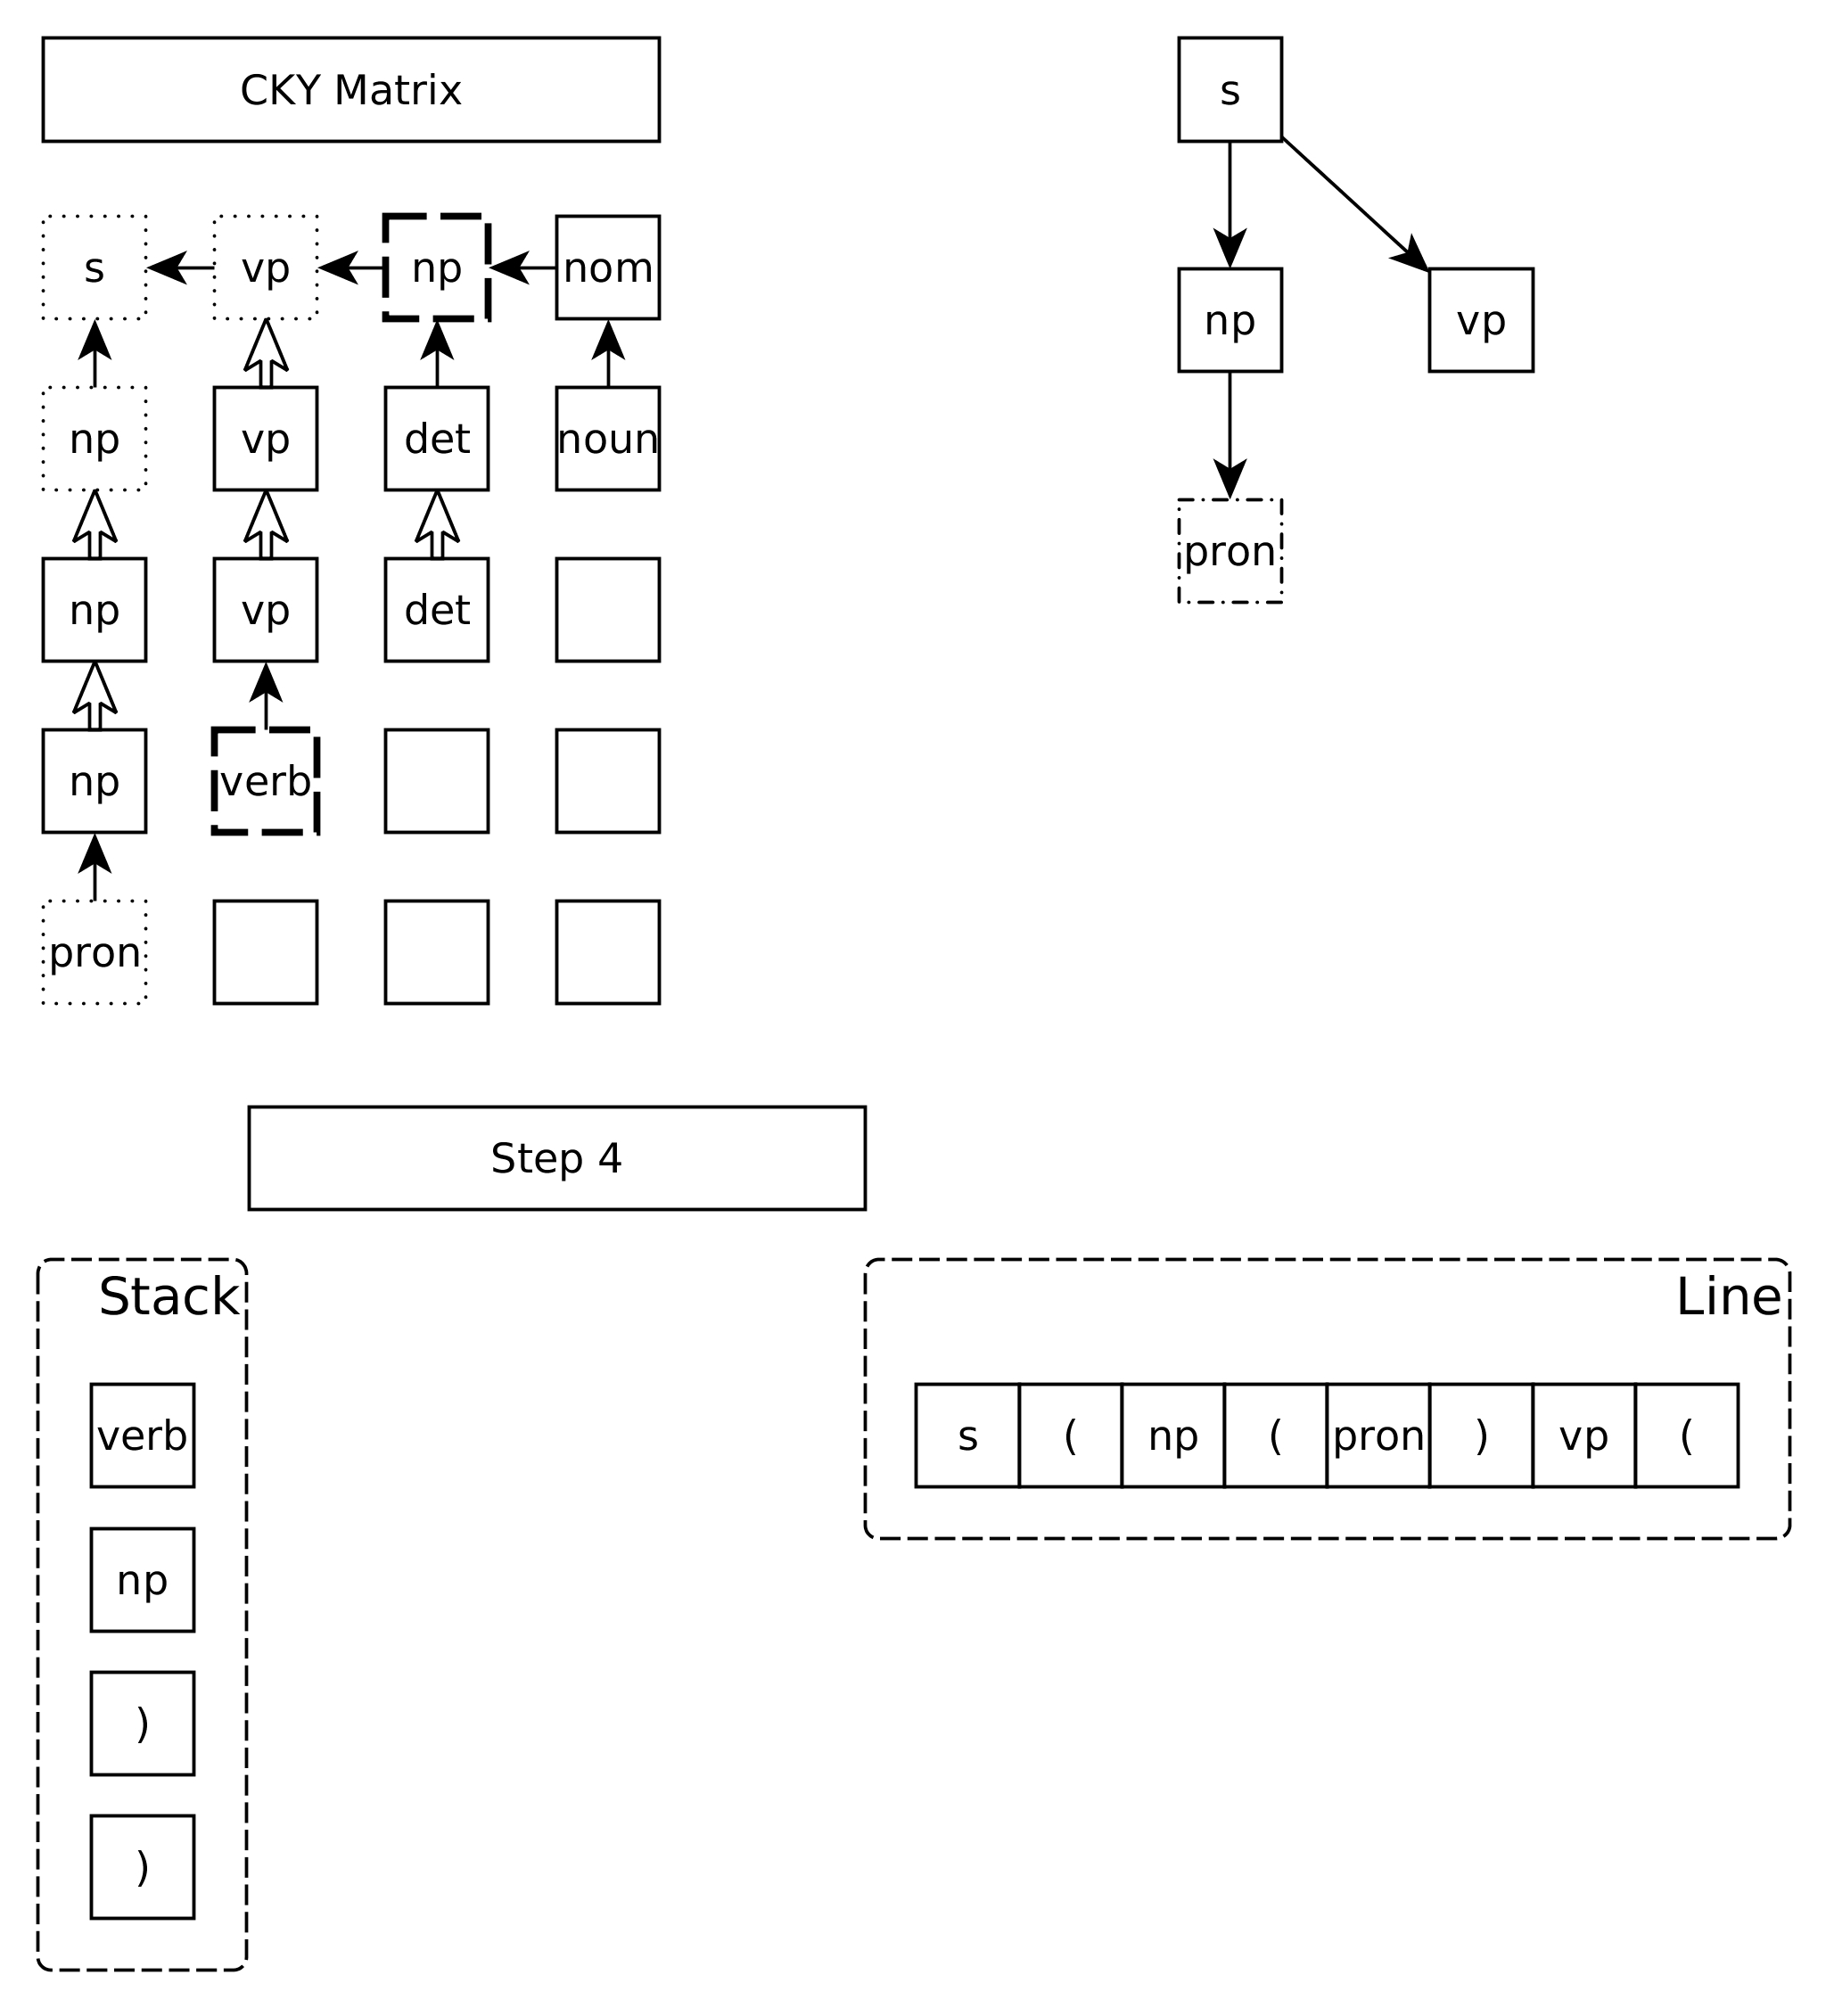 CKY Matrix
s
s vp np nom
np
vp
np vp det noun
pron
np vp det
np verb
pron
Step 4
Stack
Line
verb
s ( np ( pron ) vp (
np
)
)